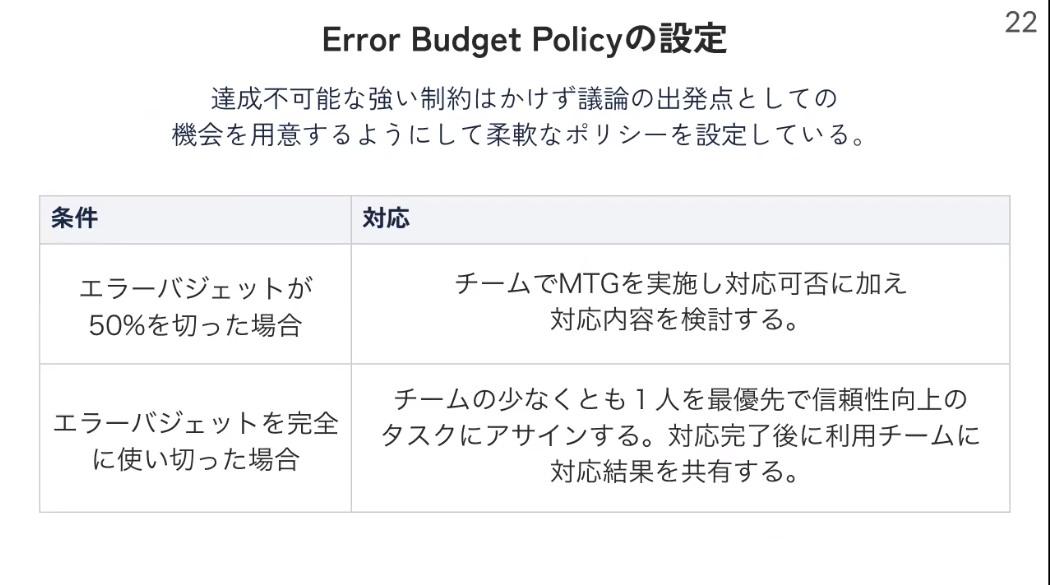 22
Error Budget Policyの設定
達成不可能な強い制約はかけず議論の出発点としての
機会を用意するようにして柔軟なポリシーを設定している。
条件
対応
エラーバジェットが
50%を切った場合
チームでMTGを実施し対応可否に加え
対応内容を検討する。
エラーバジェットを完全
に使い切った場合
チームの少なくとも１人を最優先で信頼性向上の
タスクにアサインする。対応完了後に利用チームに
対応結果を共有する。